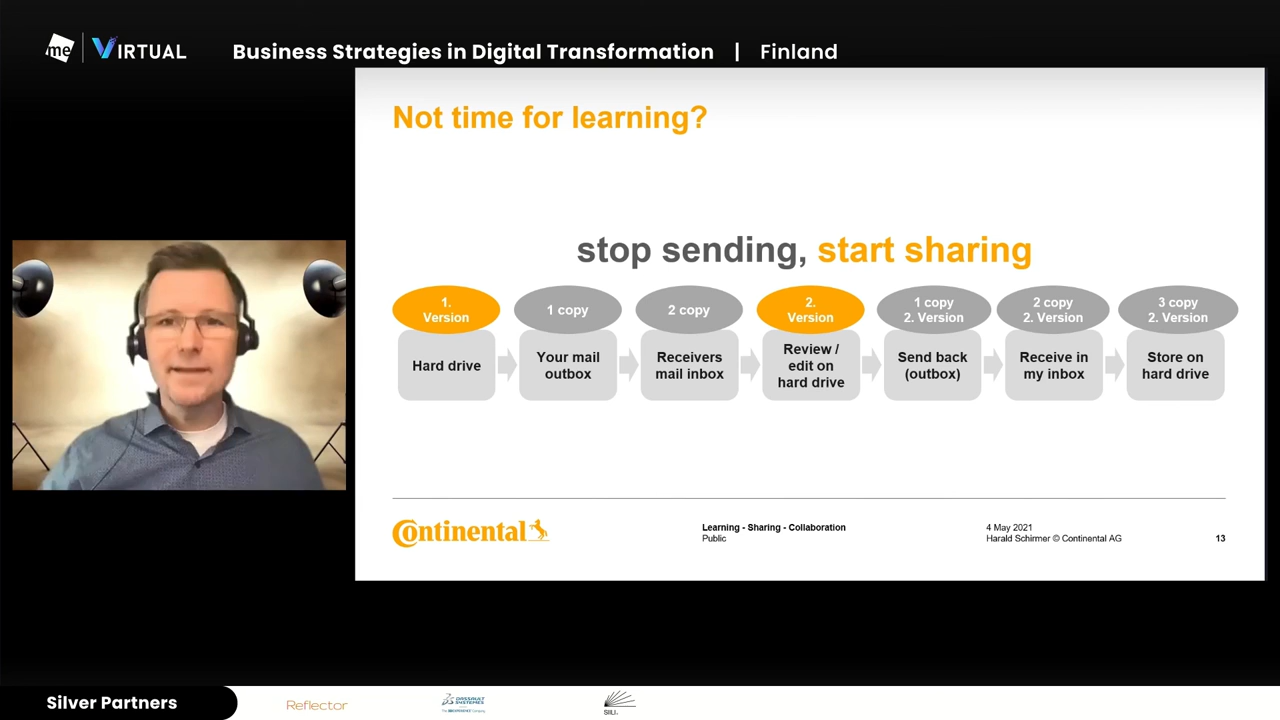 me VIRTUAL
Business Strategies in Digital Transformation | Finland
Not time for learning?
stop sending, start sharing
1.
Version
1 copy
2 copy
2.
Version
1 copy
2. Version
2 copy
2. Version
3 copy
2. Version
Hard drive
Your mail
outbox
Receivers
mail inbox
Review /
edit on
hard drive
Send back
(outbox)
Receive in
my inbox
Store on
hard drive
Continental
Learning - Sharing - Collaboration
Public
4 May 2021
Harald Schirmer © Continental AG
13
Silver Partners
Reflector
DASSAULT
SYSTEMES
SIILI